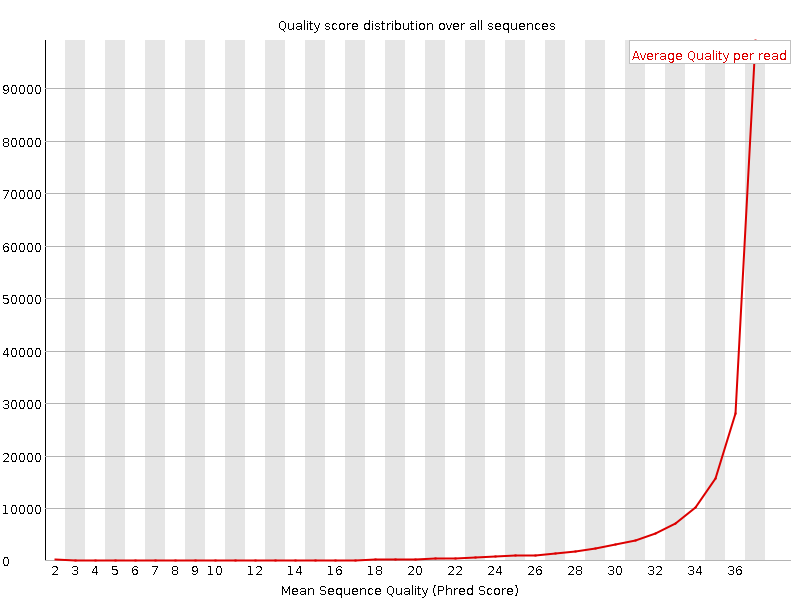 Quality score distribution over all sequences
Average Quality per read
90000
80000
70000
60000
50000
40000
30000
20000
10000
0
2 3 4 5 6 7 8 9 10 12 14 16 18 20 22 24 26 28 30 32 34 36
Mean Sequence Quality (Phred Score)